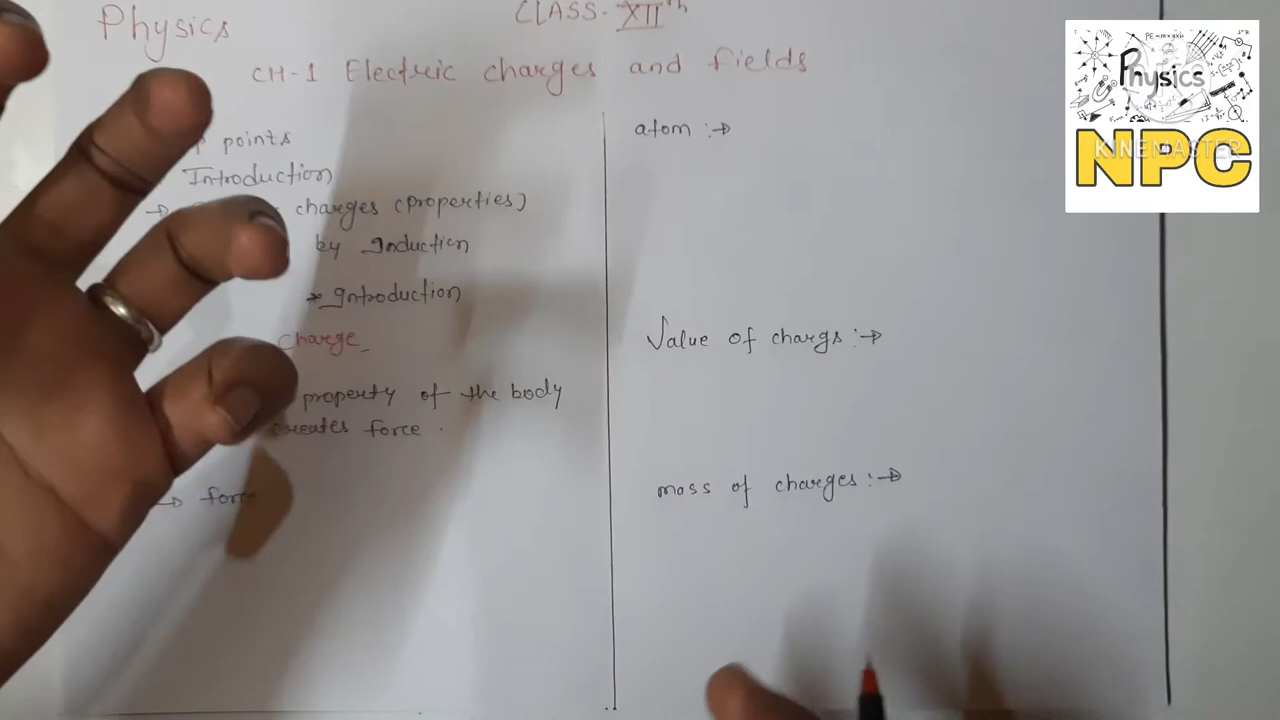 Physics
CLASS-XIIth
CH-1 Electric charges and fields
points
Introduction
charges (properties)
by Induction
* Introduction
Charge
property of the body
creates force.
→ force
atom :→
Value of chargs :→
mass of charges :→
Physics
KINEMASTER
NPC